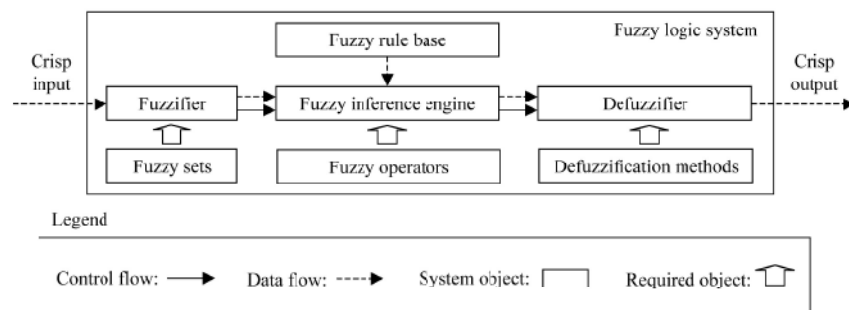 Fuzzy logic system
Fuzzy rule base
Crisp
input
Crisp
output
Fuzzifier
Fuzzy inference engine
Defuzzifier
Fuzzy sets
Fuzzy operators
Defuzzification methods
Legend
Control flow:
Data flow:
System object:
Required object: